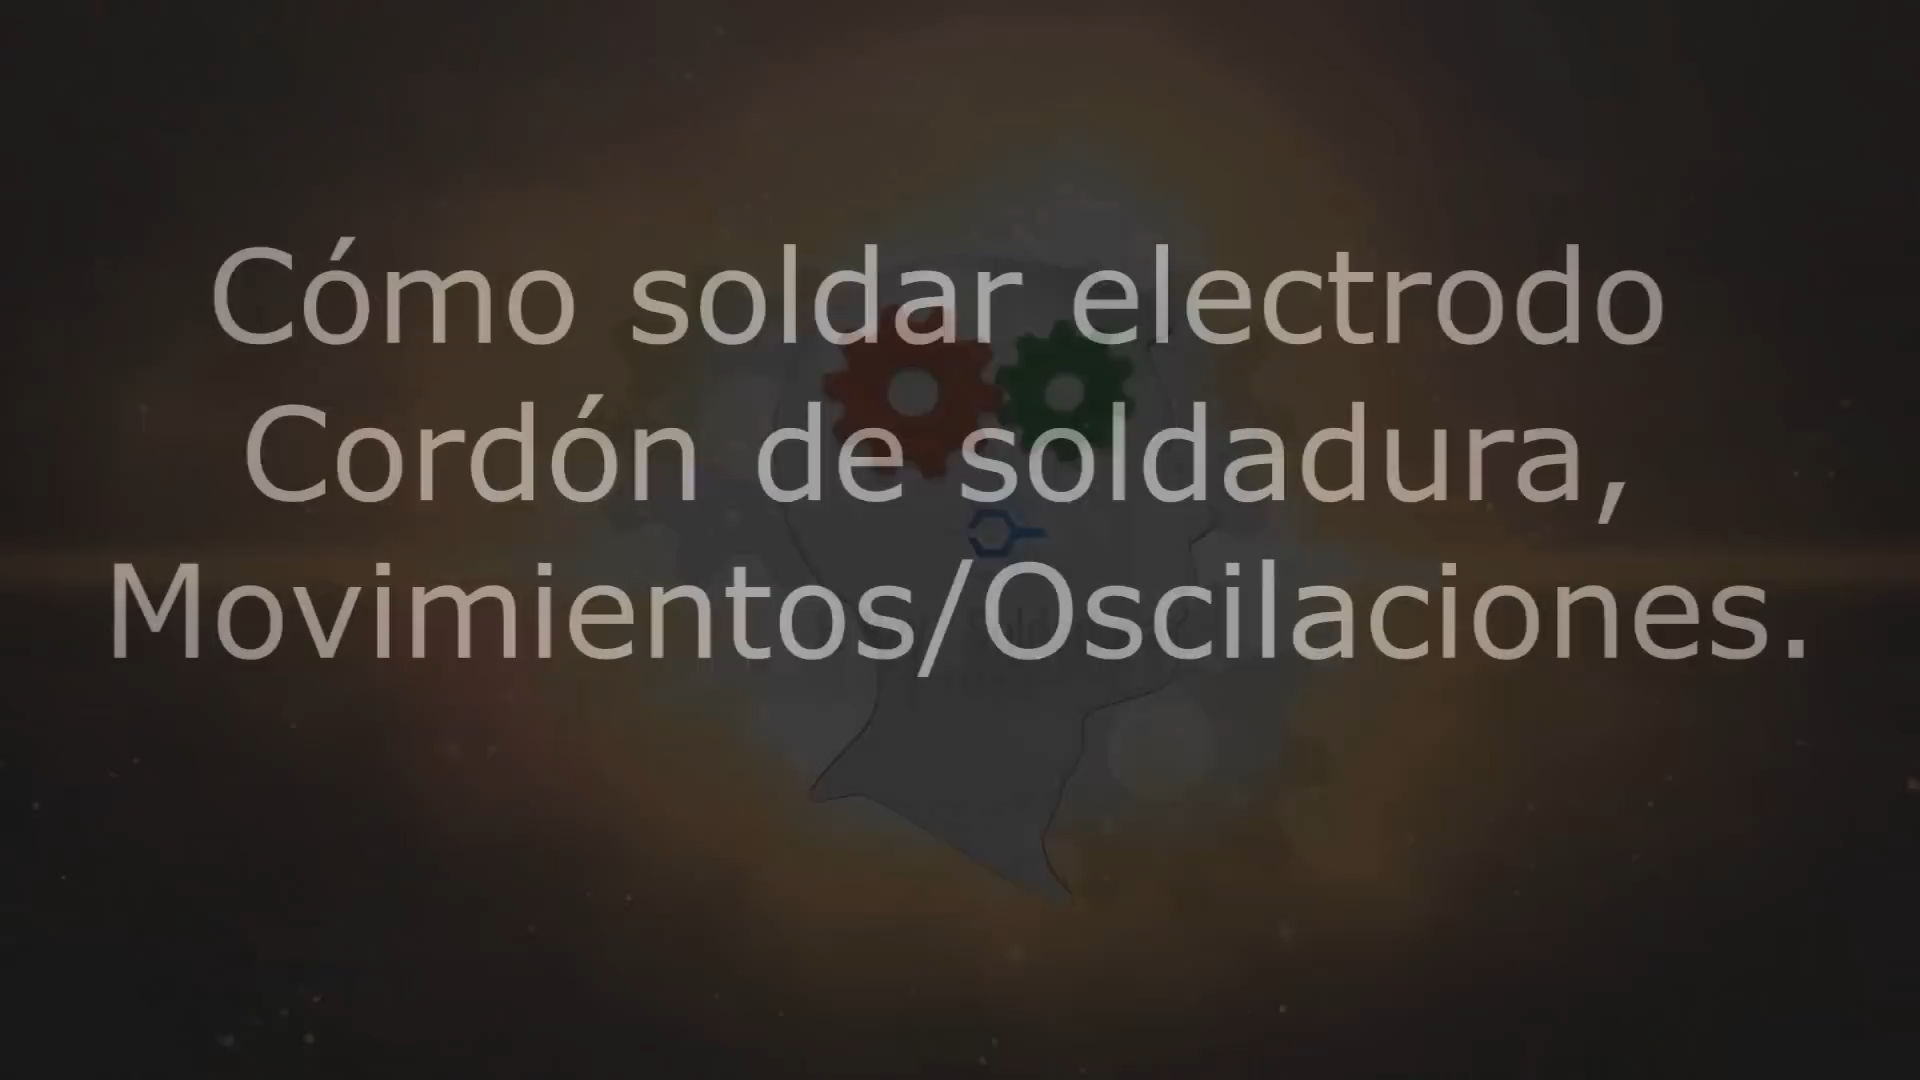 Cómo soldar electrodo
Cordón de soldadura,
Movimientos/Oscilaciones.